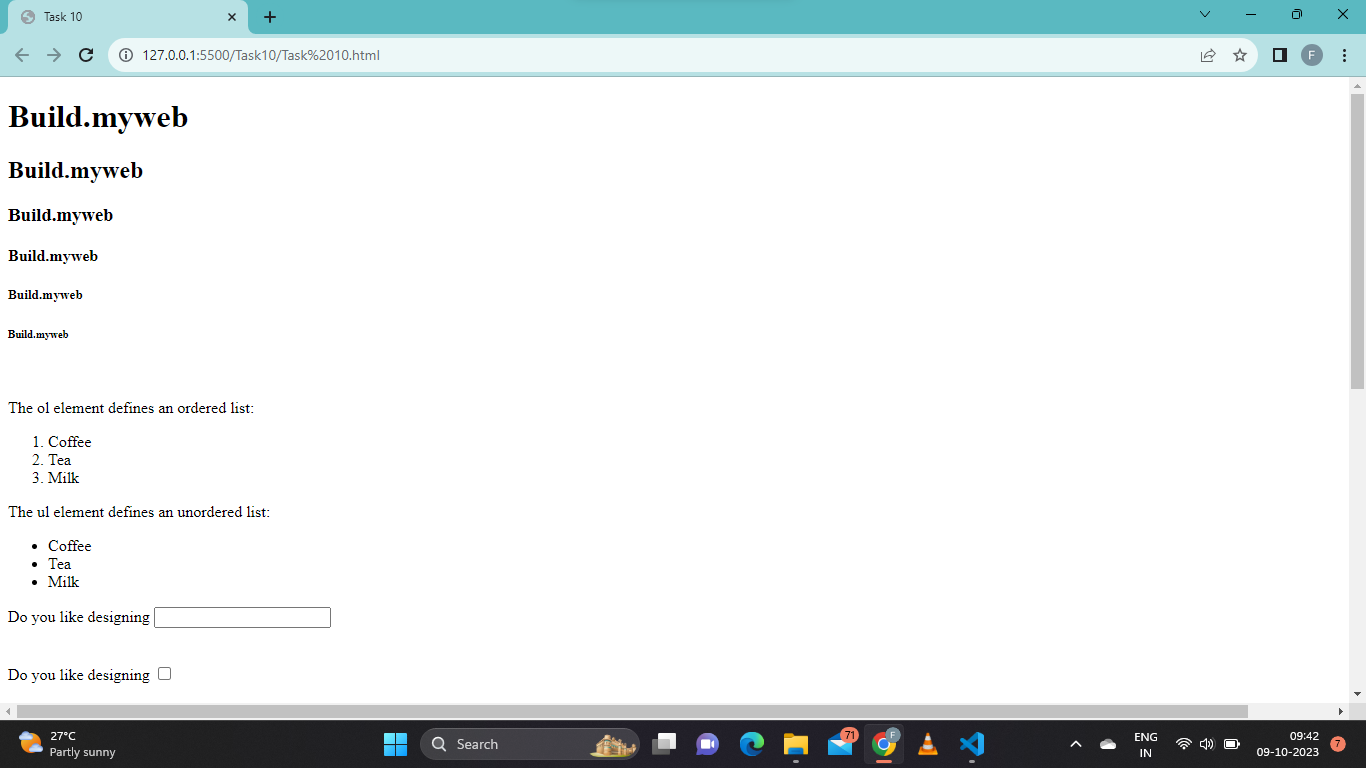 Task 10
127.0.0.1:5500/Task10/Task%2010.html
F
Build.myweb
Build.myweb
Build.myweb
Build.myweb
Build.myweb
Build.myweb
The ol element defines an ordered list:
1. Coffee
2. Tea
3. Milk
The ul element defines an unordered list:
• Coffee
• Tea
• Milk
Do you like designing
Do you like designing
27°C
Partly sunny
Search
71
F
ENG
IN
09:42
09-10-2023
7